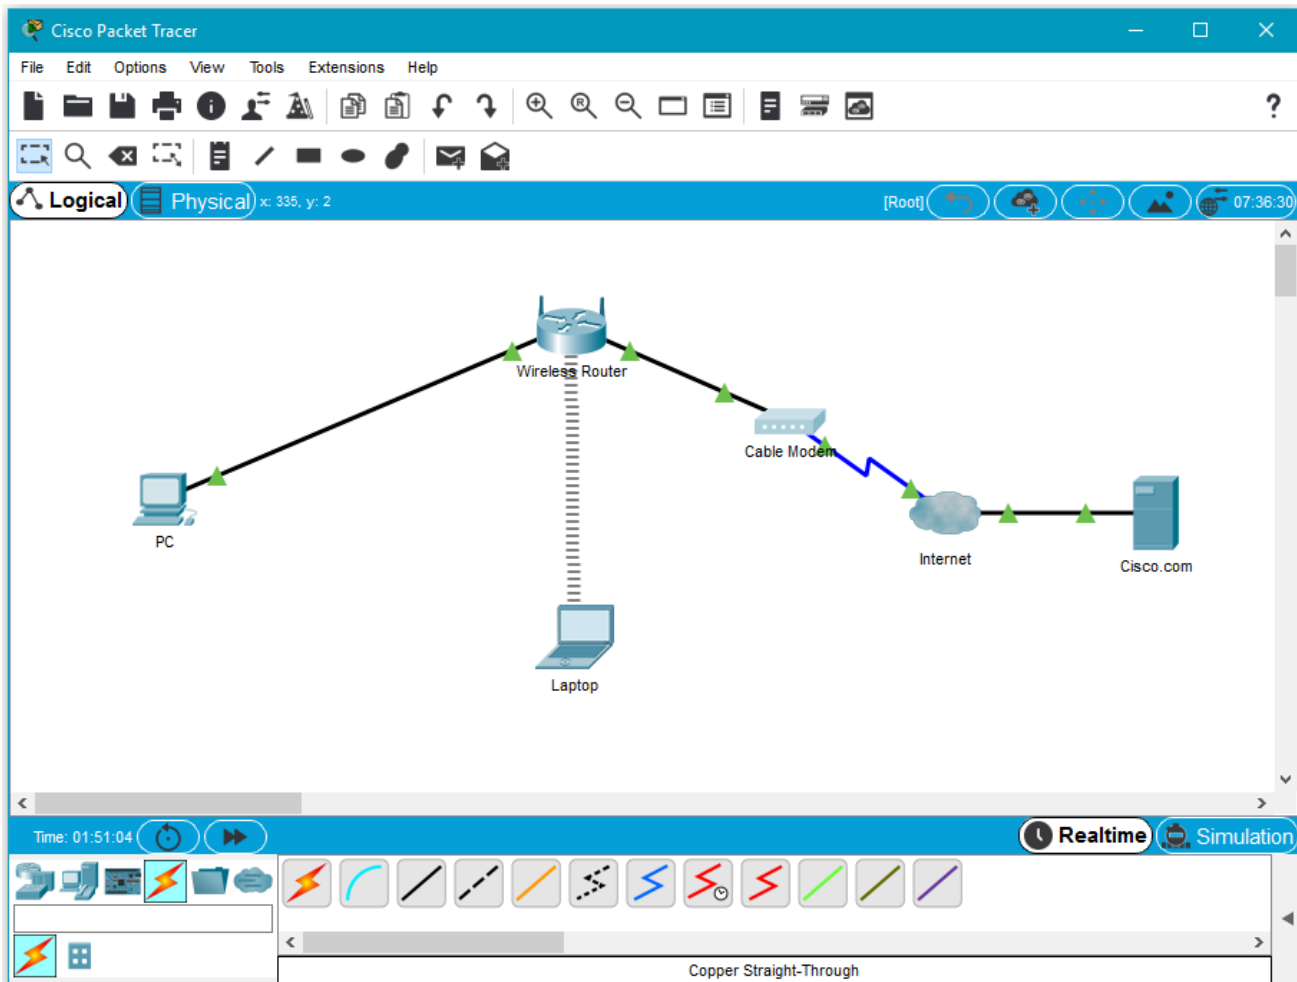 Cisco Packet Tracer
File Edit Options View Tools Extensions Help
R
?
Logical Physical x: 335, y: 2 [Root] 07:36:30
Wireless Router
Cable Modem
PC
Internet
Cisco.com
Laptop
Time: 01:51:04 Realtime Simulation
Copper Straight-Through